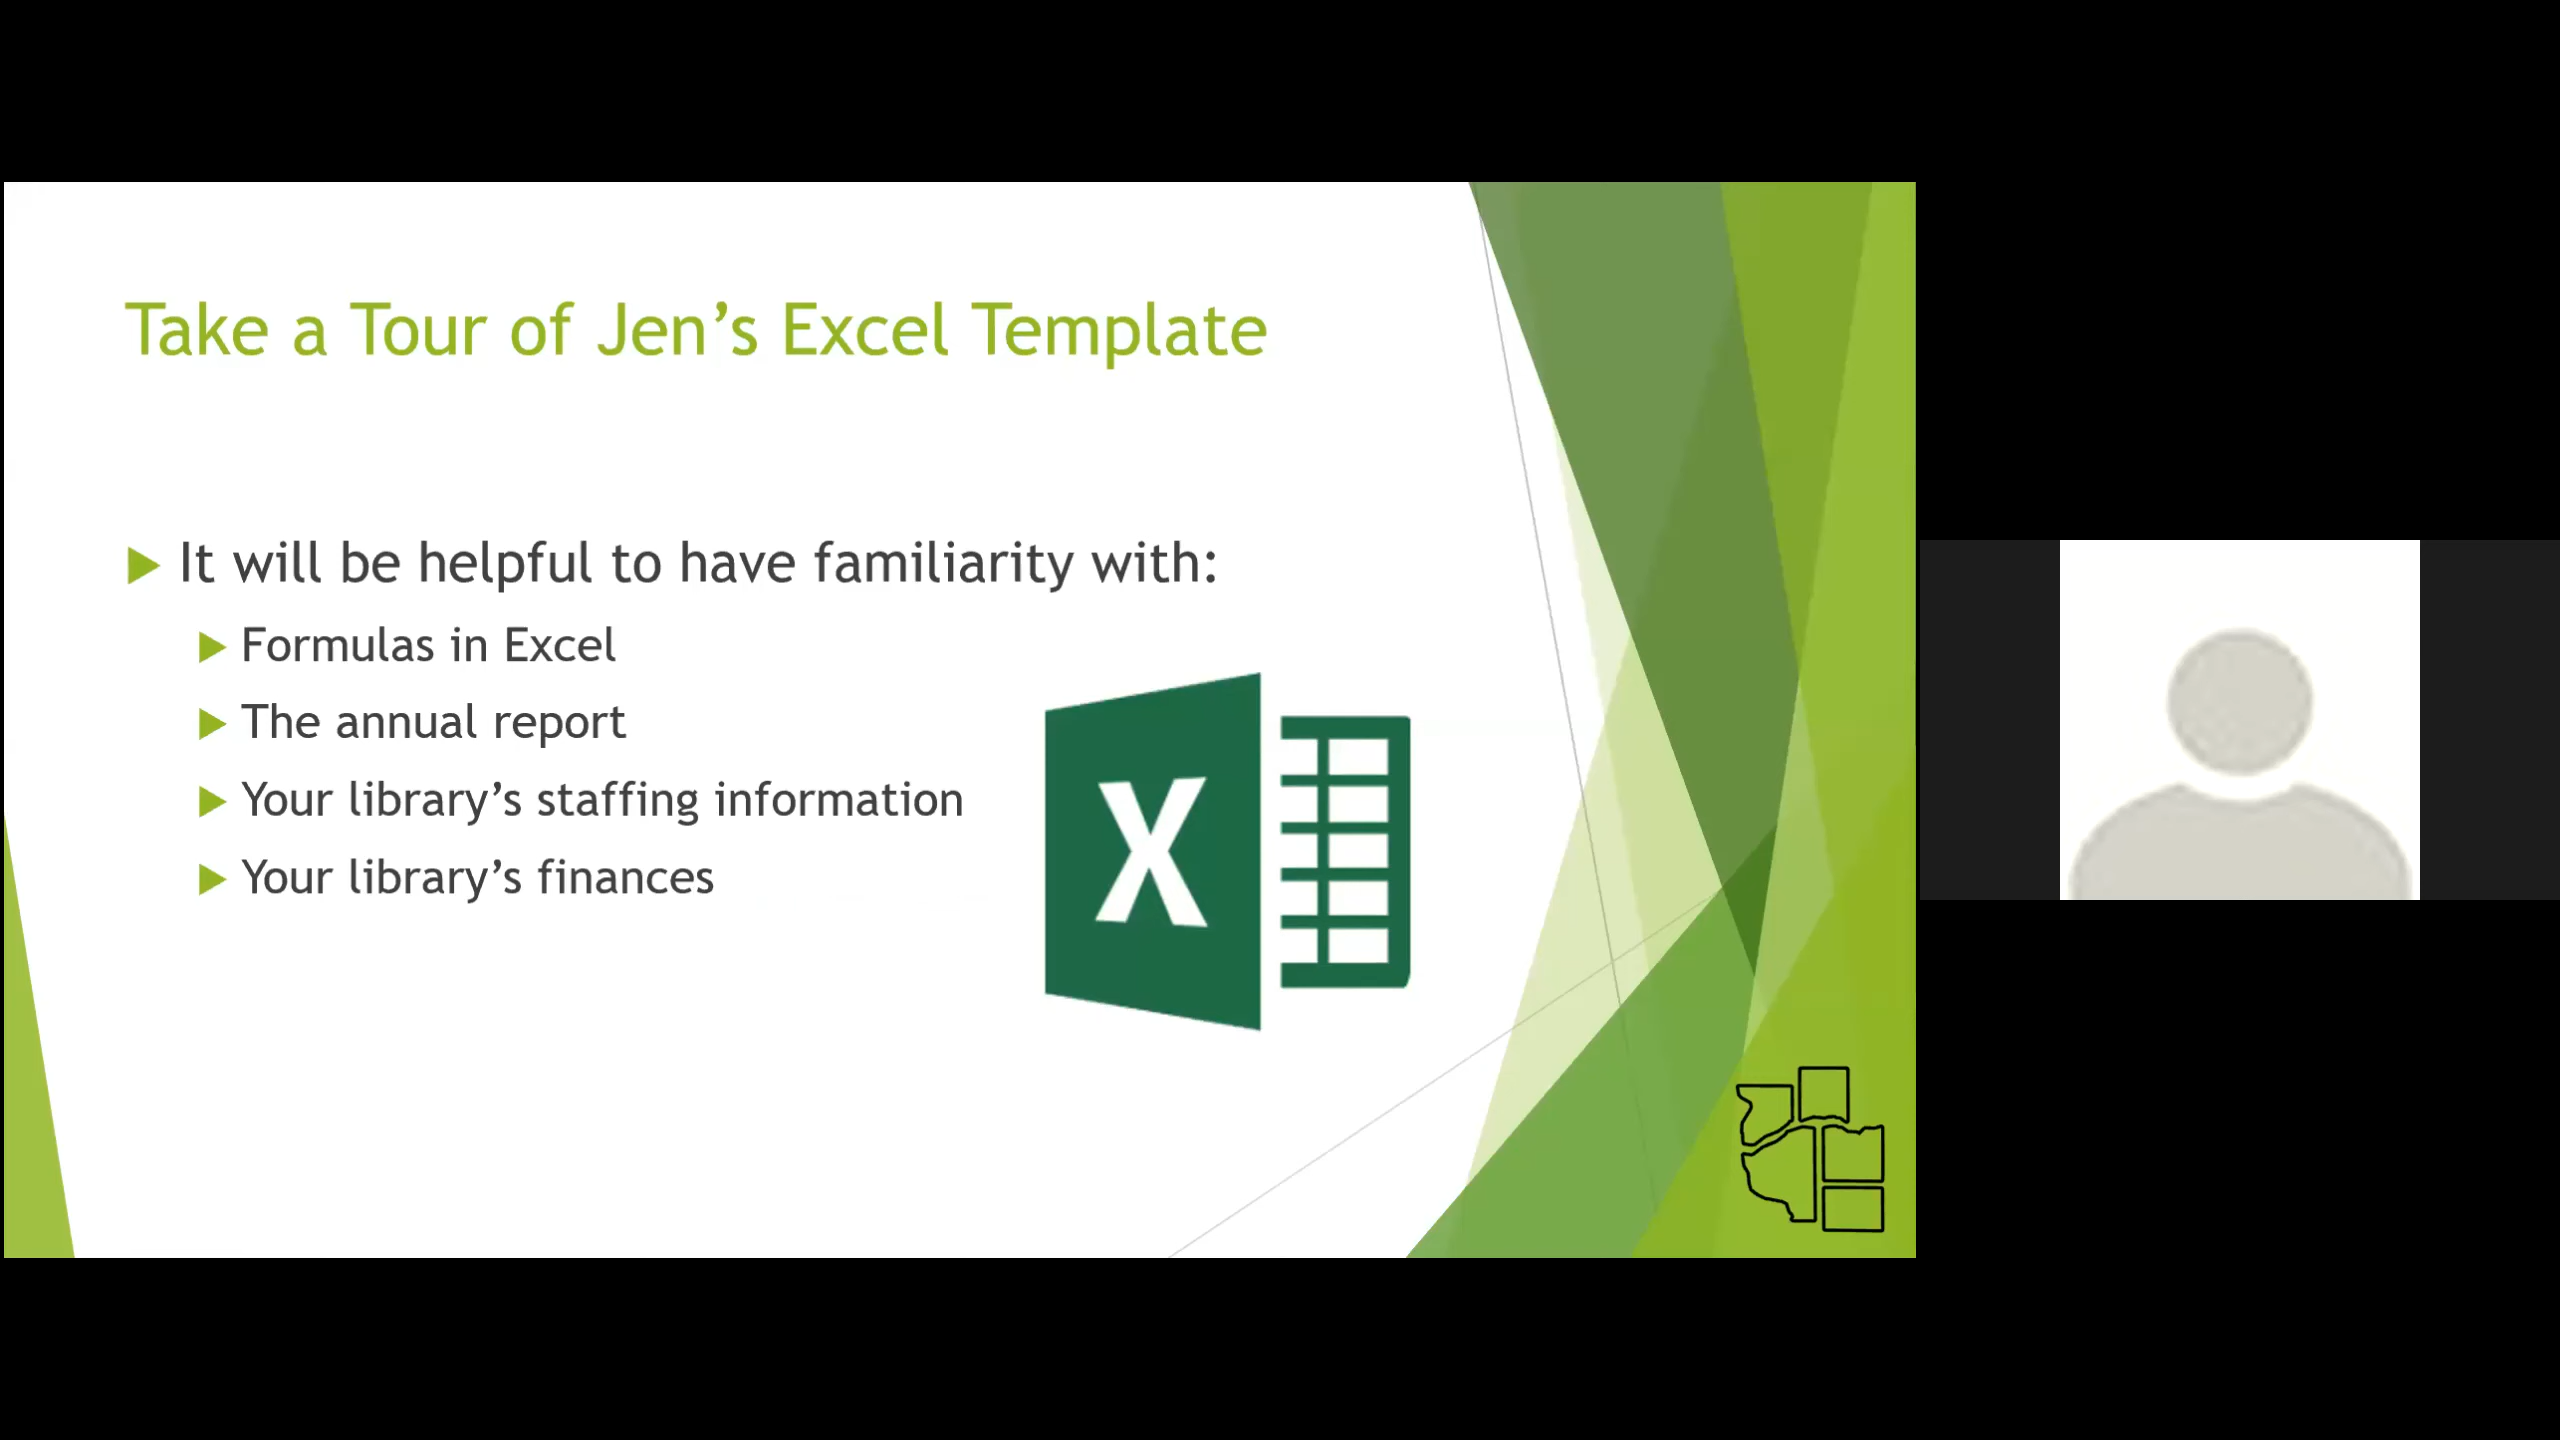 Take a Tour of Jen’s Excel Template
It will be helpful to have familiarity with:
Formulas in Excel
The annual report
Your library’s staffing information
Your library’s finances
X